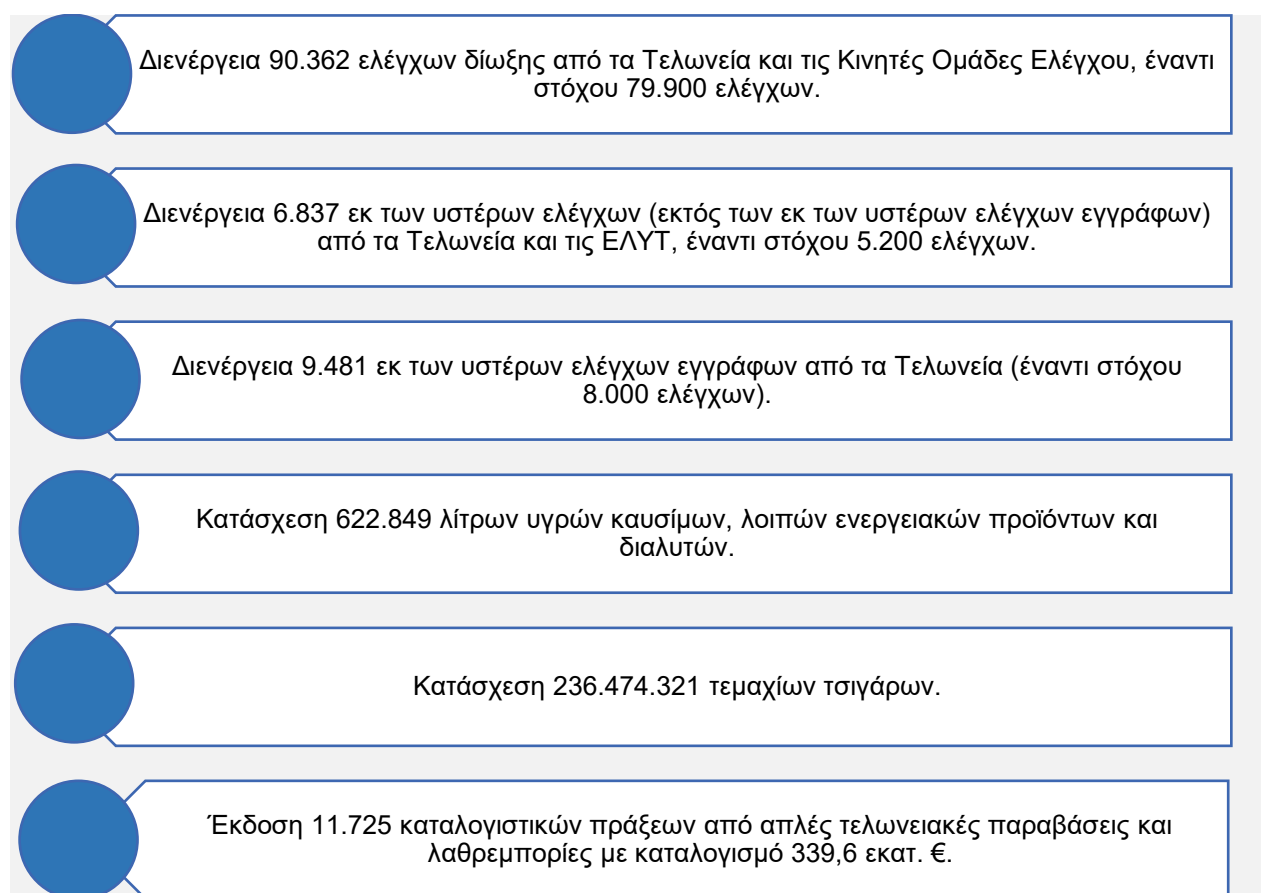 Διενέργεια 90.362 ελέγχων δίωξης από τα Τελωνεία και τις Κινητές Ομάδες Ελέγχου, έναντι
στόχου 79.900 ελέγχων.
Διενέργεια 6.837 εκ των υστέρων ελέγχων (εκτός των εκ των υστέρων ελέγχων εγγράφων)
από τα Τελωνεία και τις ΕΛΥΤ, έναντι στόχου 5.200 ελέγχων.
Διενέργεια 9.481 εκ των υστέρων ελέγχων εγγράφων από τα Τελωνεία (έναντι στόχου
8.000 ελέγχων).
Κατάσχεση 622.849 λίτρων υγρών καυσίμων, λοιπών ενεργειακών προϊόντων και
διαλυτών.
Κατάσχεση 236.474.321 τεμαχίων τσιγάρων.
Έκδοση 11.725 καταλογιστικών πράξεων από απλές τελωνειακές παραβάσεις και
λαθρεμπορίες με καταλογισμό 339,6 εκατ. €.